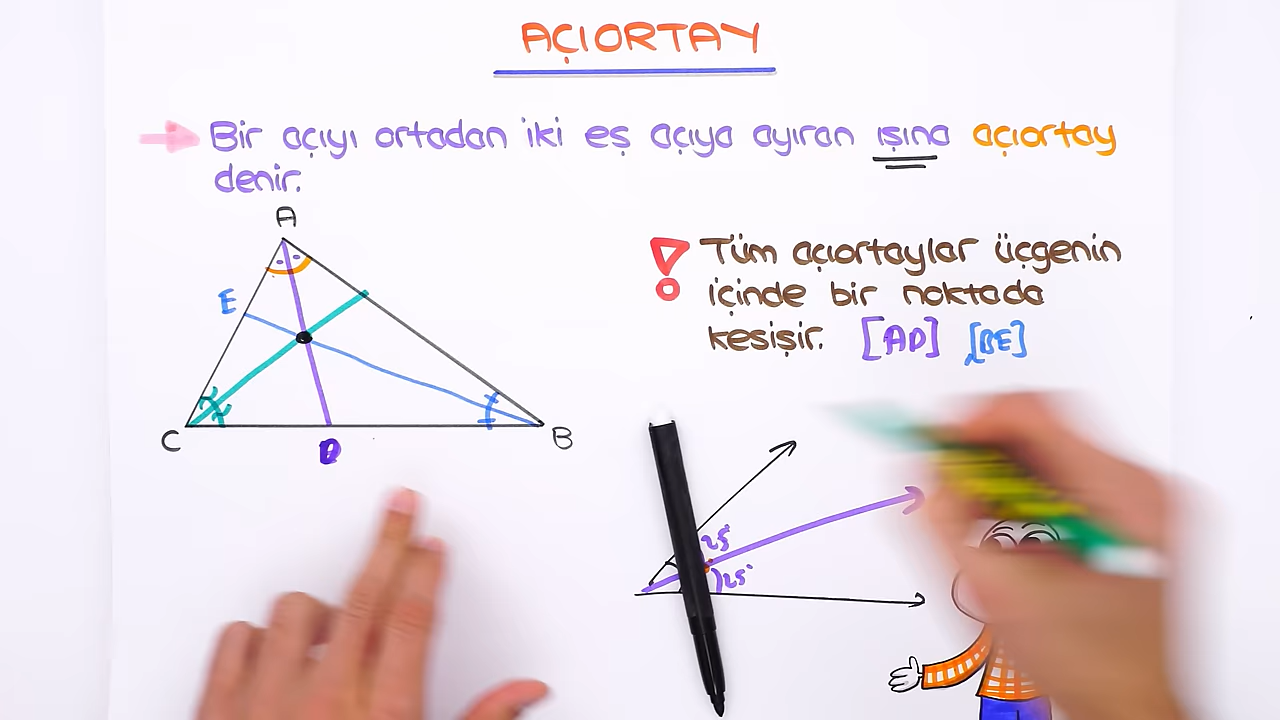 AÇIORTAY
Bir açıyı ortadan iki eş açıya ayıran ışına açıortay
denir.
A
Tüm açıortaylar üçgenin
içinde bir noktada
kesişir. [AD] [BE]
E
C
D
B
25°
25°